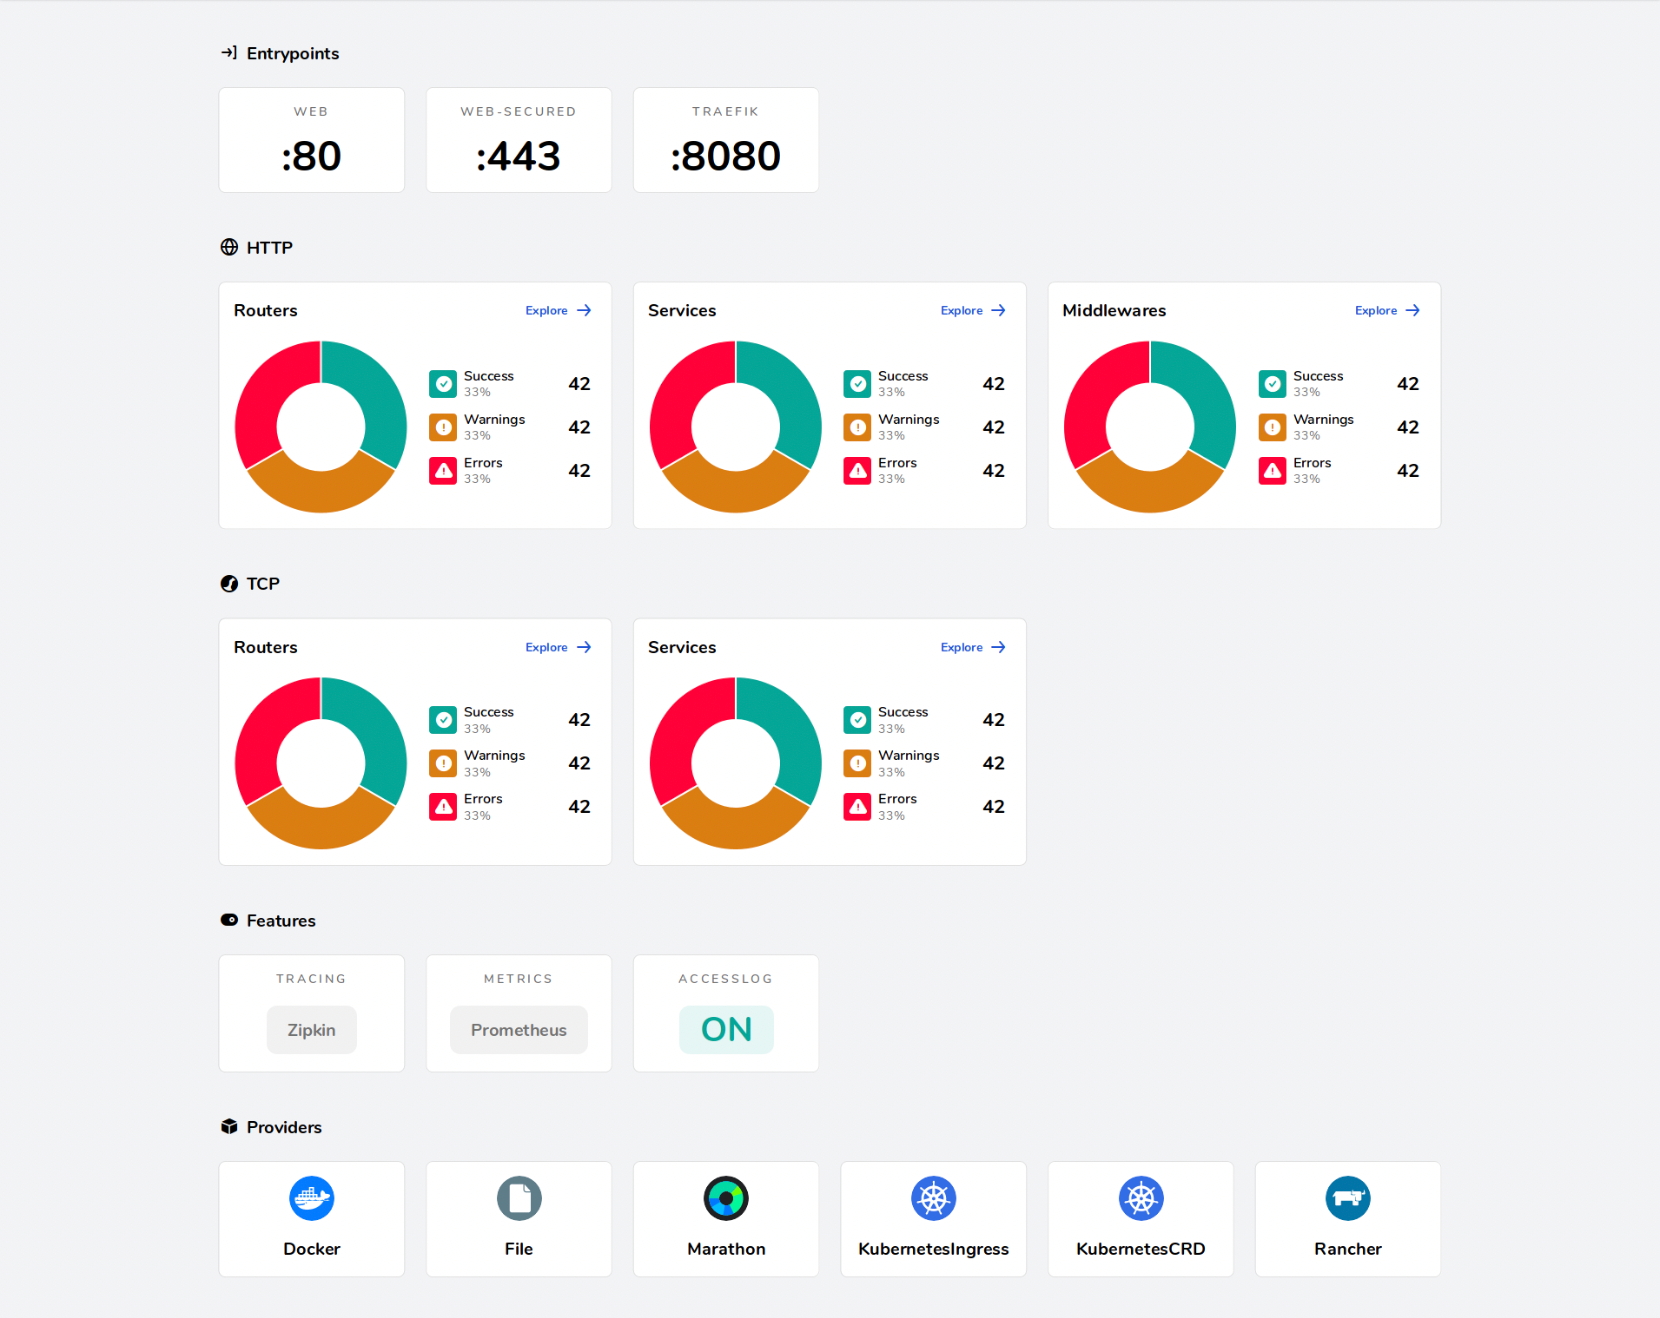 Entrypoints
WEB
:80
WEB-SECURED
:443
TRAEFIK
:8080
HTTP
Routers
Explore
Success
33%
42
Warnings
33%
42
Errors
33%
42
Services
Explore
Success
33%
42
Warnings
33%
42
Errors
33%
42
Middlewares
Explore
Success
33%
42
Warnings
33%
42
Errors
33%
42
TCP
Routers
Explore
Success
33%
42
Warnings
33%
42
Errors
33%
42
Services
Explore
Success
33%
42
Warnings
33%
42
Errors
33%
42
Features
TRACING
Zipkin
METRICS
Prometheus
ACCESSLOG
ON
Providers
Docker
File
Marathon
KubernetesIngress
KubernetesCRD
Rancher